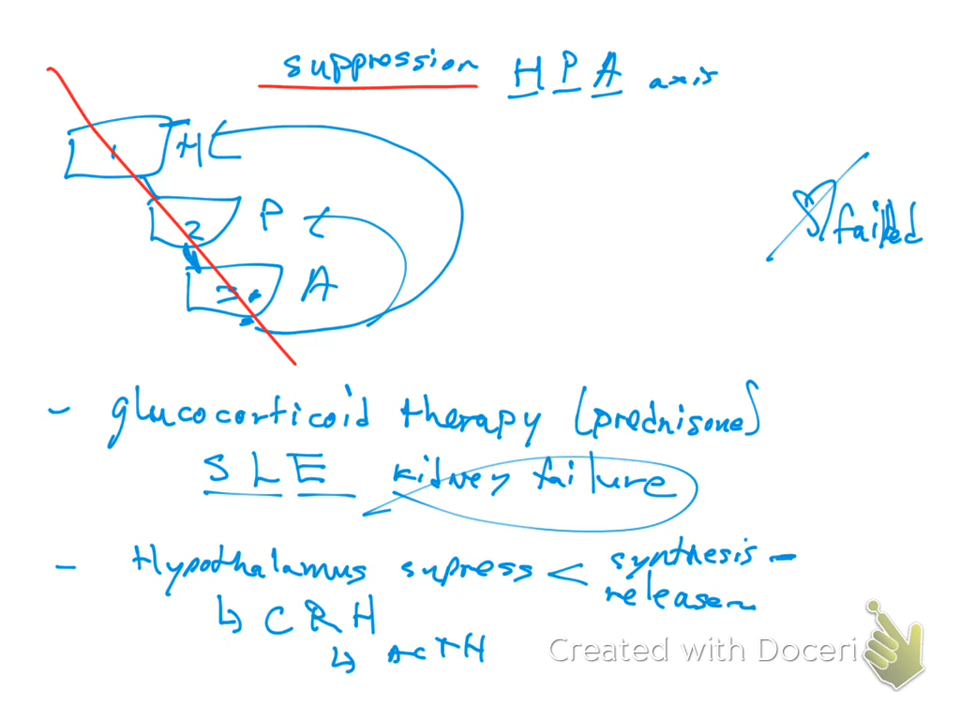 suppression HPA axis
1 H
2 P
3 A
failed
- glucocorticoid therapy (prednisone)
SLE kidney failure
- Hypothalamus supress < synthesis -
release
↳ CRH
↳ ACTH
Created with Doceri